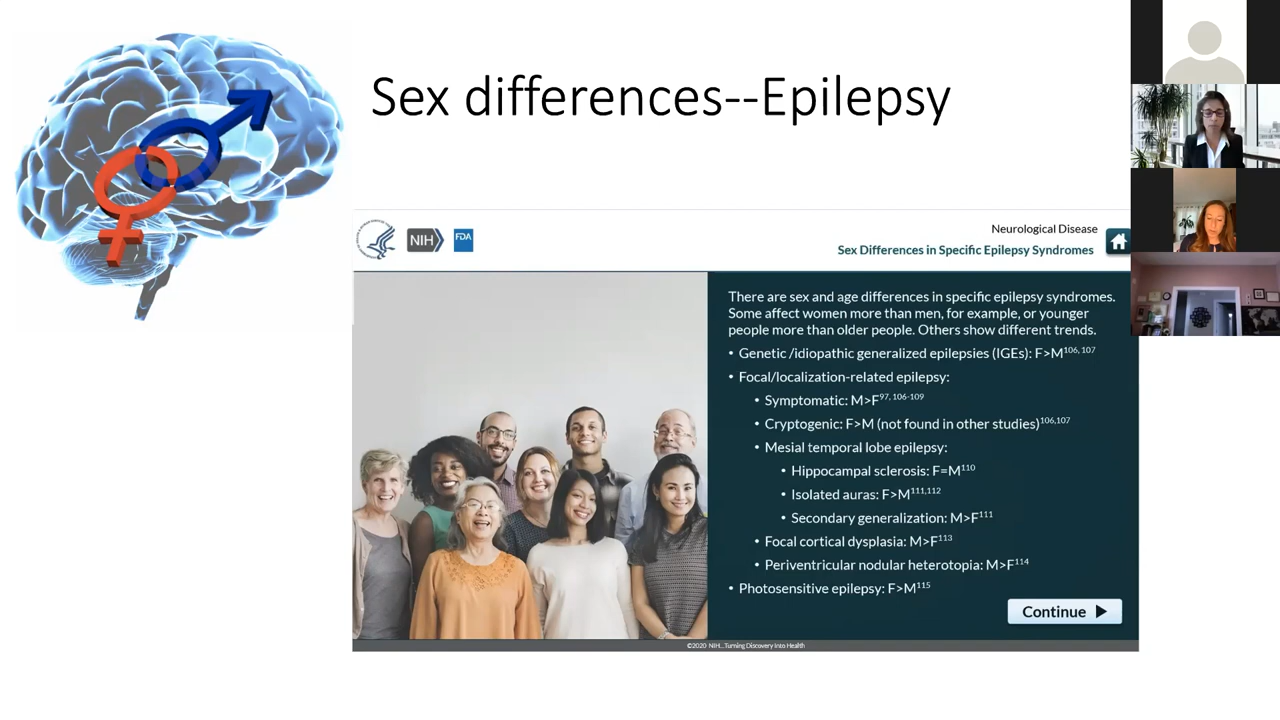 Sex differences--Epilepsy
NIH
FDA
Neurological Disease
Sex Differences in Specific Epilepsy Syndromes
There are sex and age differences in specific epilepsy syndromes.
Some affect women more than men, for example, or younger
people more than older people. Others show different trends.
• Genetic /idiopathic generalized epilepsies (IGEs): F>M106, 107
• Focal/localization-related epilepsy:
• Symptomatic: M>F97, 106-109
• Cryptogenic: F>M (not found in other studies)106,107
• Mesial temporal lobe epilepsy:
• Hippocampal sclerosis: F=M110
• Isolated auras: F>M111,112
• Secondary generalization: M>F111
• Focal cortical dysplasia: M>F113
• Periventricular nodular heterotopia: M>F114
• Photosensitive epilepsy: F>M115
Continue
©2020 NIH...Turning Discovery Into Health